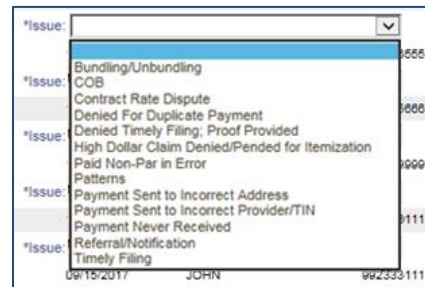 *Issue:
Bundling/Unbundling
*Issue: COB
Contract Rate Dispute
Denied For Duplicate Payment
*Issue: Denied Timely Filing; Proof Provided
High Dollar Claim Denied/Pended for Itemization
Paid Non-Par in Error
Patterns
*Issue: Payment Sent to Incorrect Address
Payment Sent to Incorrect Provider/TIN
Payment Never Received
*Issue: Referral/Notification
Timely Filing
09/15/2017 JOHN 992333111